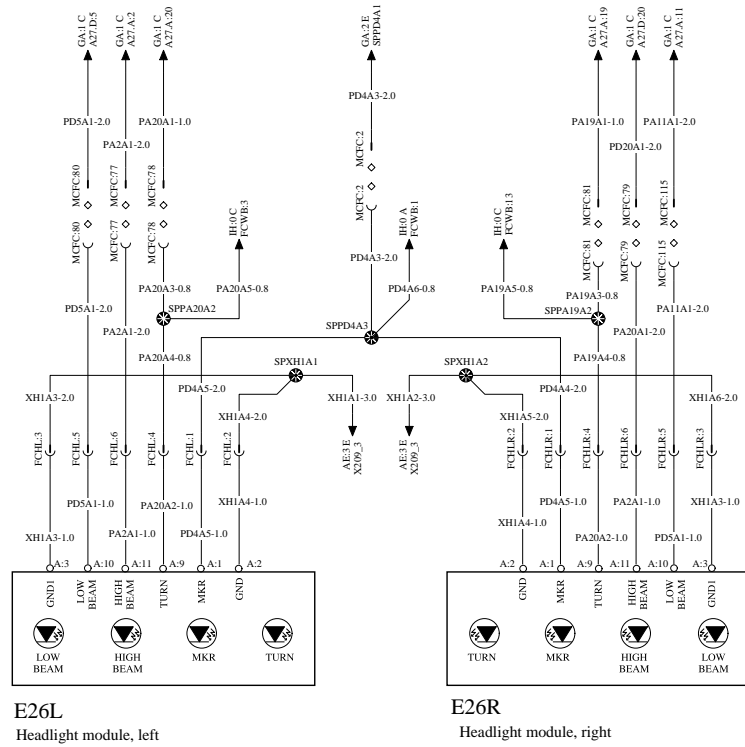 GA:1 C
A27.D:5
GA:1 C
A27.A:2
GA:1 C
A27.A:20
GA:2 E
SPPD4A1
GA:1 C
A27.A:19
GA:1 C
A27.D:20
GA:1 C
A27.A:11
PD5A1-2.0
PA2A1-2.0
PA20A1-1.0
PD4A3-2.0
PA19A1-1.0
PD20A1-2.0
PA11A1-2.0
MCFC:80
MCFC:77
MCFC:78
MCFC:2
MCFC:81
MCFC:79
MCFC:115
MCFC:80
MCFC:77
MCFC:78
MCFC:2
MCFC:81
MCFC:79
MCFC:115
IH:0 C
FCWB:3
IH:0 A
FCWB:1
IH:0 C
FCWB:13
PD4A3-2.0
PA20A3-0.8
PA20A5-0.8
PD4A6-0.8
PA19A5-0.8
PA19A3-0.8
PD5A1-2.0
SPPA20A2
PA2A1-2.0
SPPD4A3
SPPA19A2
PA11A1-2.0
PA20A1-2.0
PA20A4-0.8
PA19A4-0.8
SPXH1A1
SPXH1A2
XH1A3-2.0
PD4A5-2.0
XH1A4-2.0
XH1A1-3.0
XH1A2-3.0
XH1A5-2.0
PD4A4-2.0
XH1A6-2.0
FCHL:3
FCHL:5
FCHL:6
FCHL:4
FCHL:1
FCHL:2
AE:3 E
X209_3
AE:3 E
X209_3
FCHLR:2
FCHLR:1
FCHLR:4
FCHLR:6
FCHLR:5
FCHLR:3
PD5A1-1.0
PA20A2-1.0
XH1A4-1.0
PD4A5-1.0
PA2A1-1.0
XH1A3-1.0
XH1A3-1.0
PA2A1-1.0
PD4A5-1.0
XH1A4-1.0
PA20A2-1.0
PD5A1-1.0
A:3
A:10
A:11
A:9
A:1
A:2
A:2
A:1
A:9
A:11
A:10
A:3
GND1
LOW
BEAM
HIGH
BEAM
TURN
MKR
GND
GND
MKR
TURN
HIGH
BEAM
LOW
BEAM
GND1
LOW
BEAM
HIGH
BEAM
MKR
TURN
TURN
MKR
HIGH
BEAM
LOW
BEAM
E26L
Headlight module, left
E26R
Headlight module, right